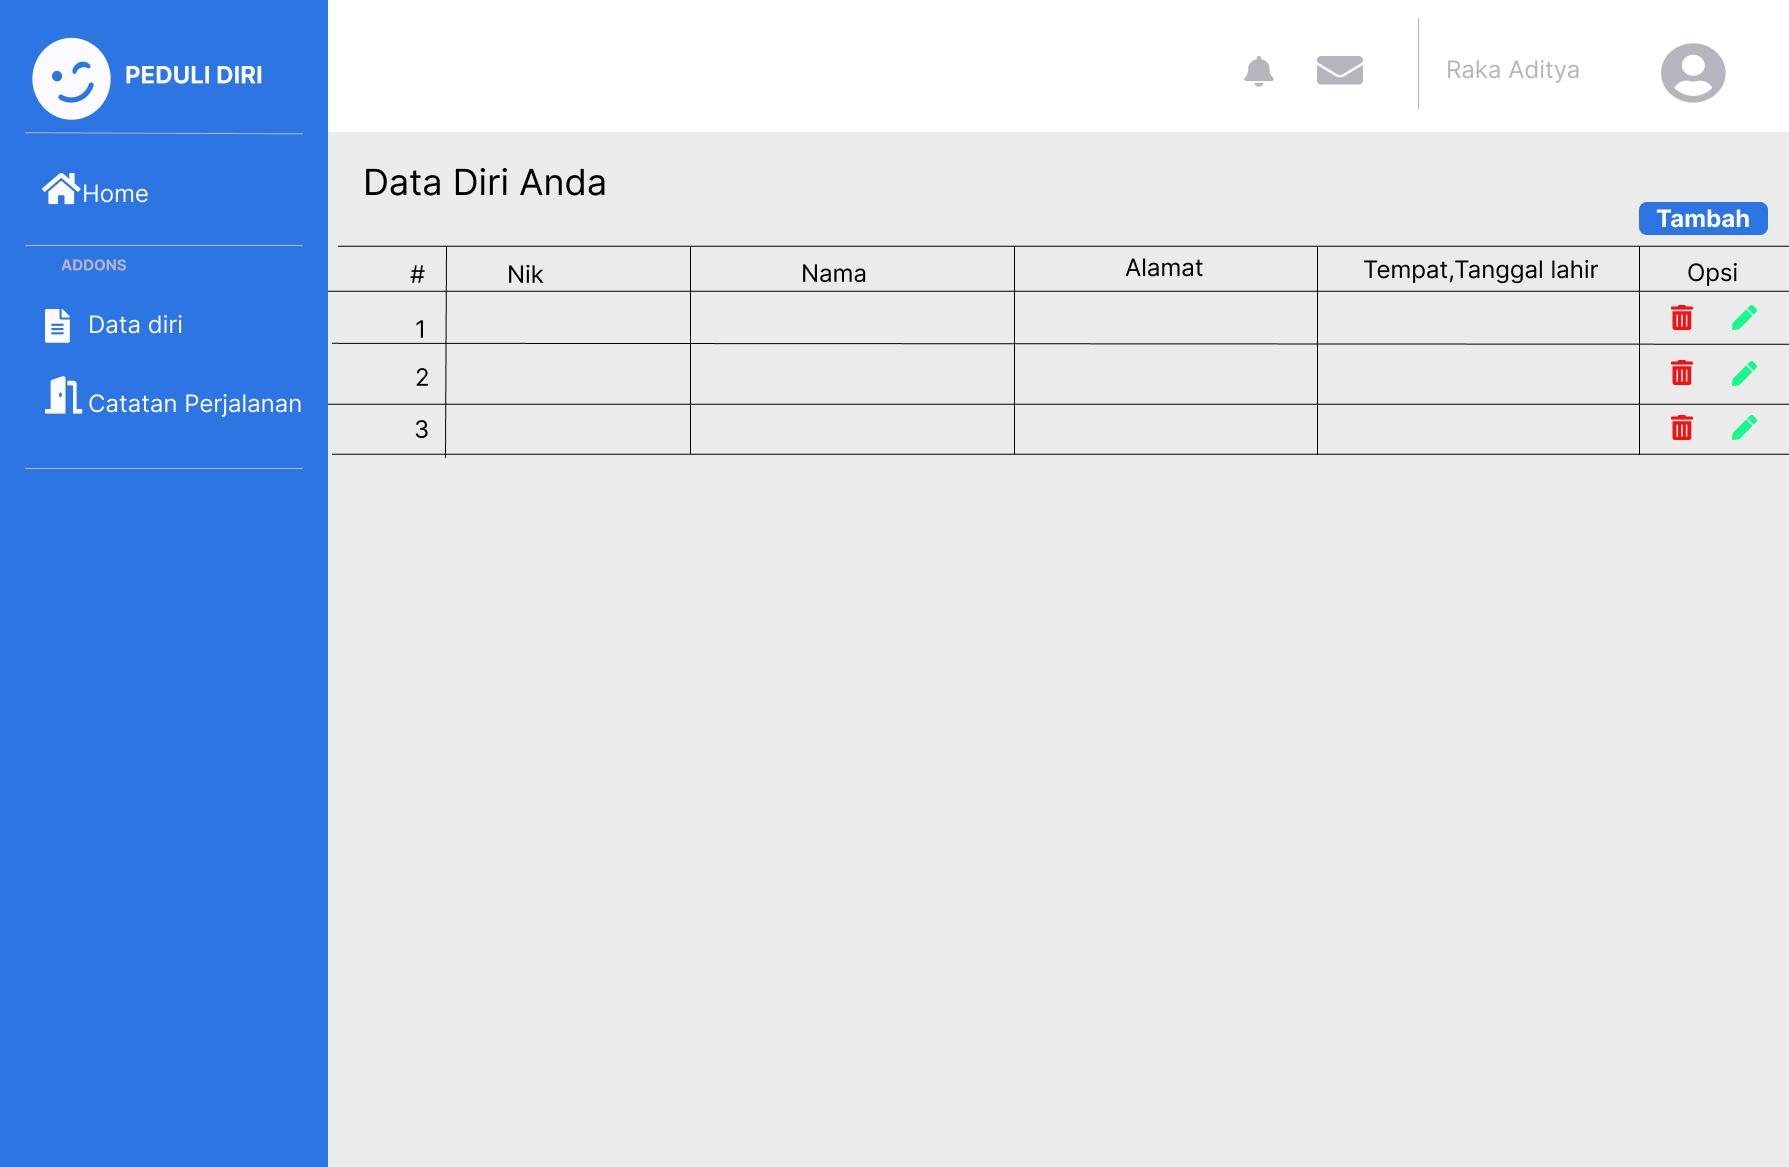 PEDULI DIRI
Raka Aditya
Home
ADDONS
Data diri
Catatan Perjalanan
Data Diri Anda
Tambah
# Nik Nama Alamat Tempat,Tanggal lahir Opsi
1
2
3